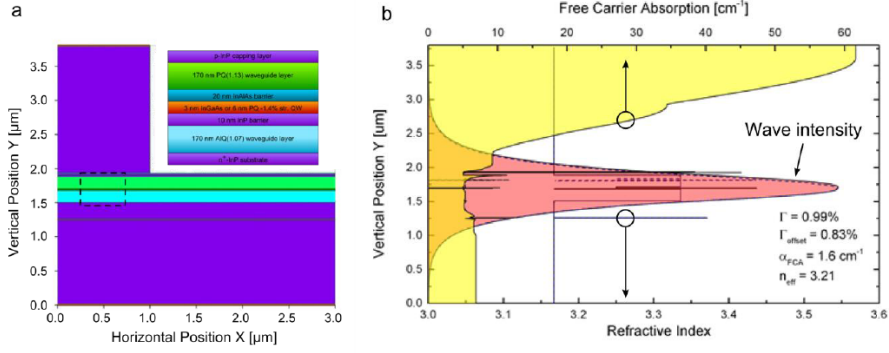 a
p-InP capping layer
170 nm PQ(1.13) waveguide layer
20 nm InAlAs barrier
3 nm InGaAs or 6 nm PQ -1.4% str. QW
10 nm InP barrier
170 nm AlQ(1.07) waveguide layer
n+-InP substrate
Vertical Position Y [µm]
3.5
3.0
2.5
2.0
1.5
1.0
0.5
0.0
0.0 0.5 1.0 1.5 2.0 2.5 3.0
Horizontal Position X [µm]
b
Free Carrier Absorption [cm-1]
0 10 20 30 40 50 60
Vertical Position Y [µm]
3.5
3.0
2.5
2.0
1.5
1.0
0.5
0.0
Wave intensity
Γ = 0.99%
Γoffset = 0.83%
αFCA = 1.6 cm-1
neff = 3.21
3.0 3.1 3.2 3.3 3.4 3.5 3.6
Refractive Index